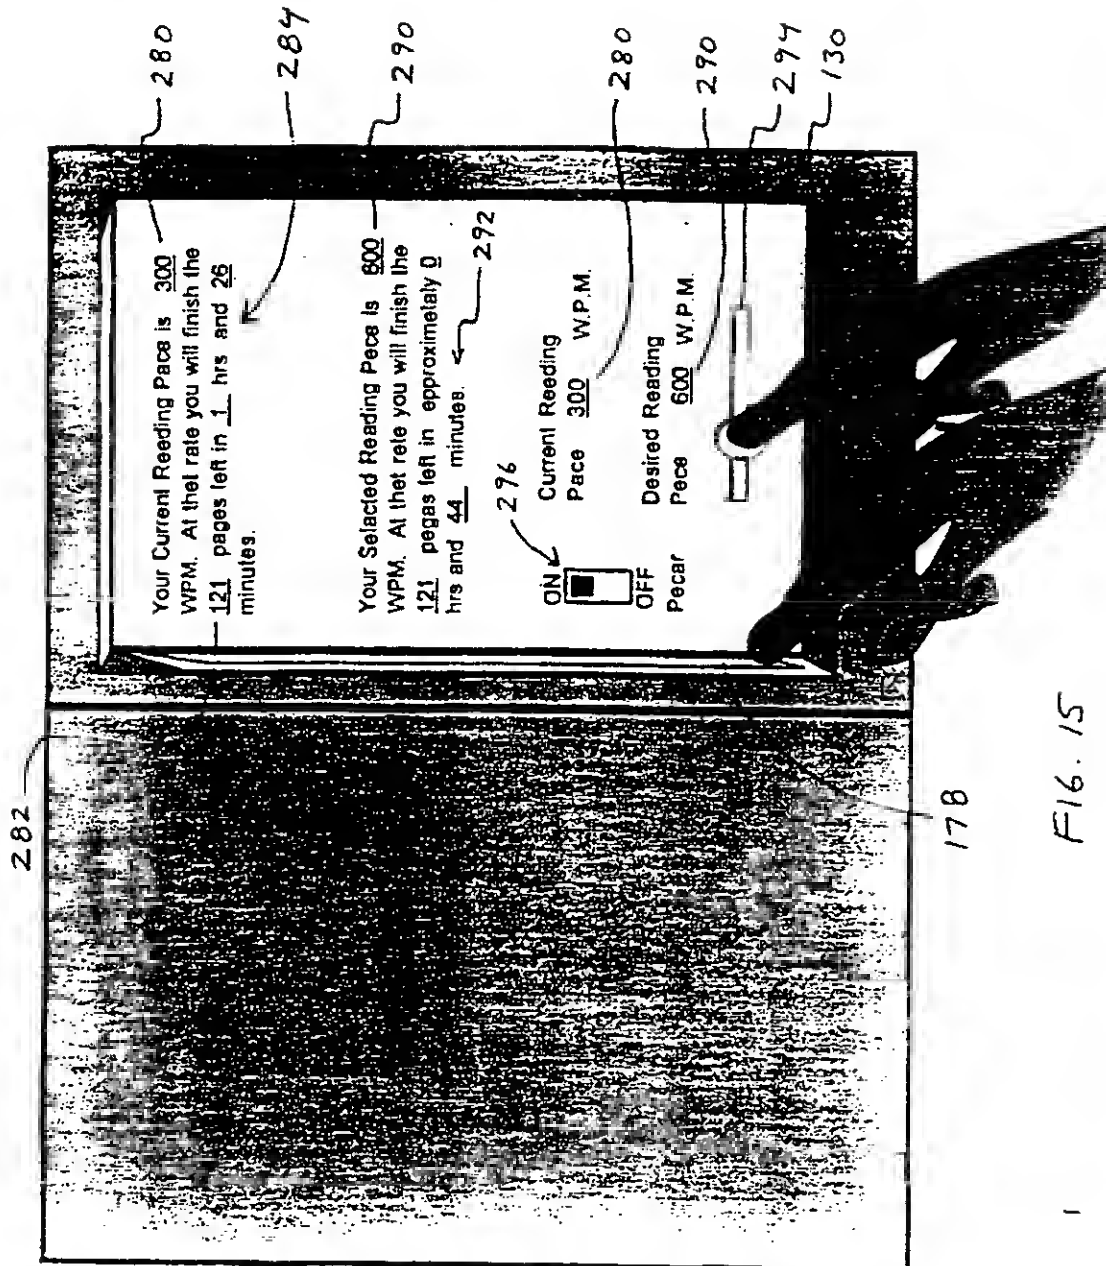 282
Your Current Reeding Pace is 300
WPM. At thet rate you will finish the
121 pages left in 1 hrs and 26
minutes.
280
284
Your Selacted Reading Pece is 600
WPM. At thet rete you will finish the
121 pegas left in epproximetaly 0
hrs and 44 minutes.
290
292
296
ON
OFF
Pecar
Current Reeding
Pace 300 W.P.M.
280
Desired Reading
Pece 600 W.P.M.
290
294
130
178
FIG. 15